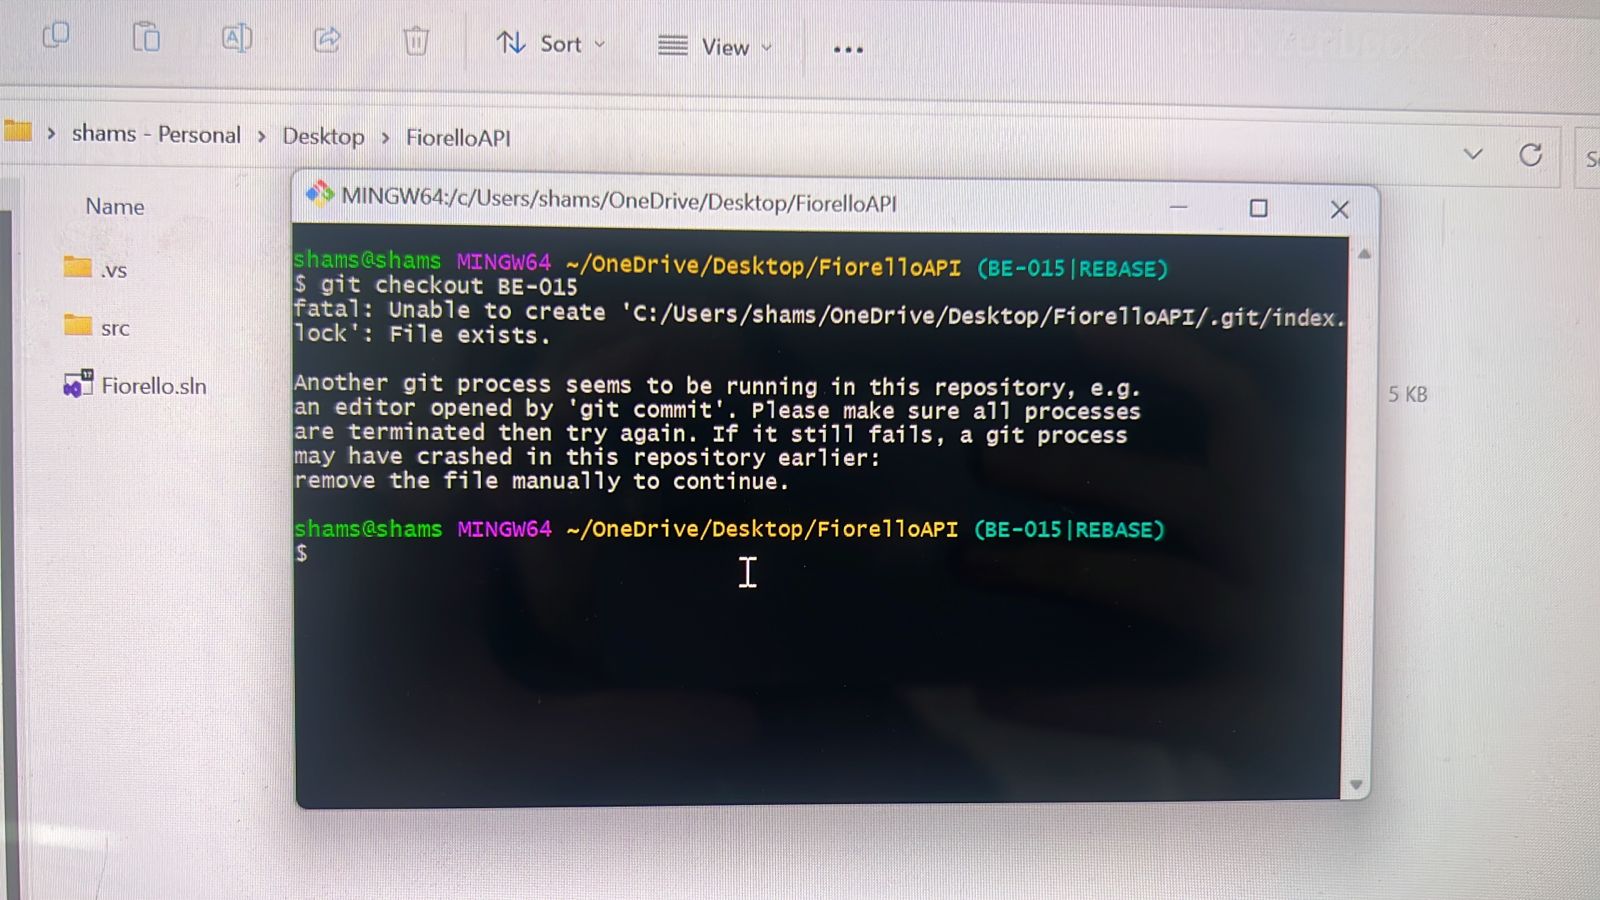 Sort
View
shams - Personal > Desktop > FiorelloAPI
Name
.vs
src
Fiorello.sln
5 KB
MINGW64:/c/Users/shams/OneDrive/Desktop/FiorelloAPI
shams@shams MINGW64 ~/OneDrive/Desktop/FiorelloAPI (BE-015|REBASE)
$ git checkout BE-015
fatal: Unable to create 'C:/Users/shams/OneDrive/Desktop/FiorelloAPI/.git/index.
lock': File exists.
Another git process seems to be running in this repository, e.g.
an editor opened by 'git commit'. Please make sure all processes
are terminated then try again. If it still fails, a git process
may have crashed in this repository earlier:
remove the file manually to continue.
shams@shams MINGW64 ~/OneDrive/Desktop/FiorelloAPI (BE-015|REBASE)
$